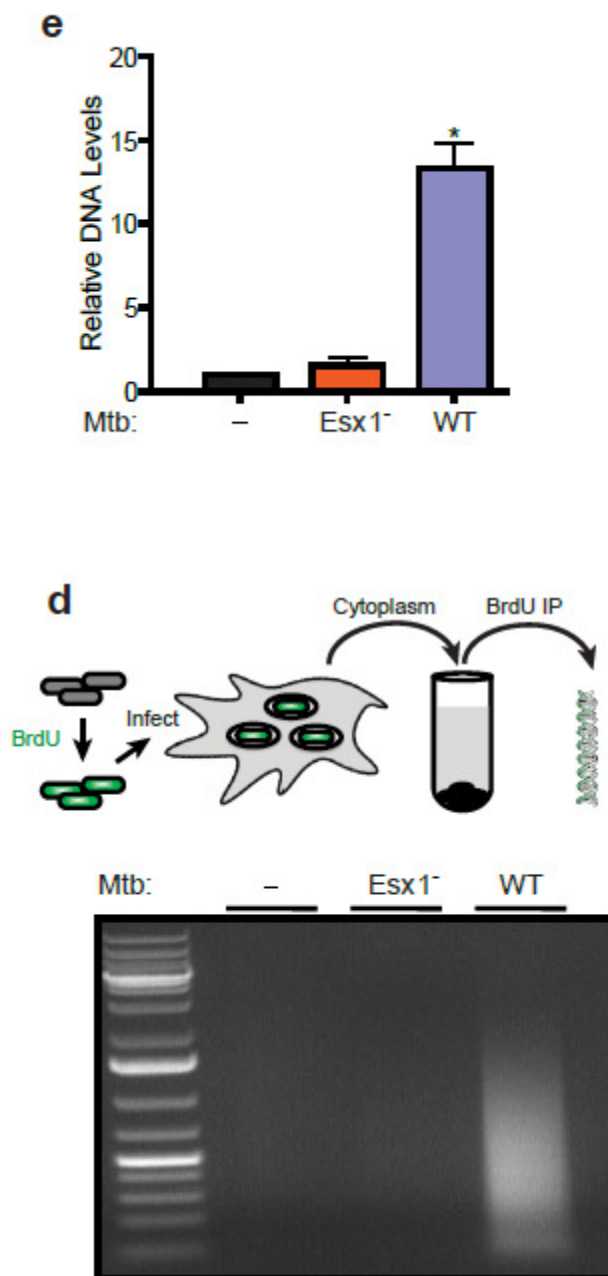 e
20
15
10
5
0
Relative DNA Levels
*
Mtb: – Esx1⁻ WT
d
Cytoplasm BrdU IP
BrdU Infect
Mtb: – Esx1⁻ WT